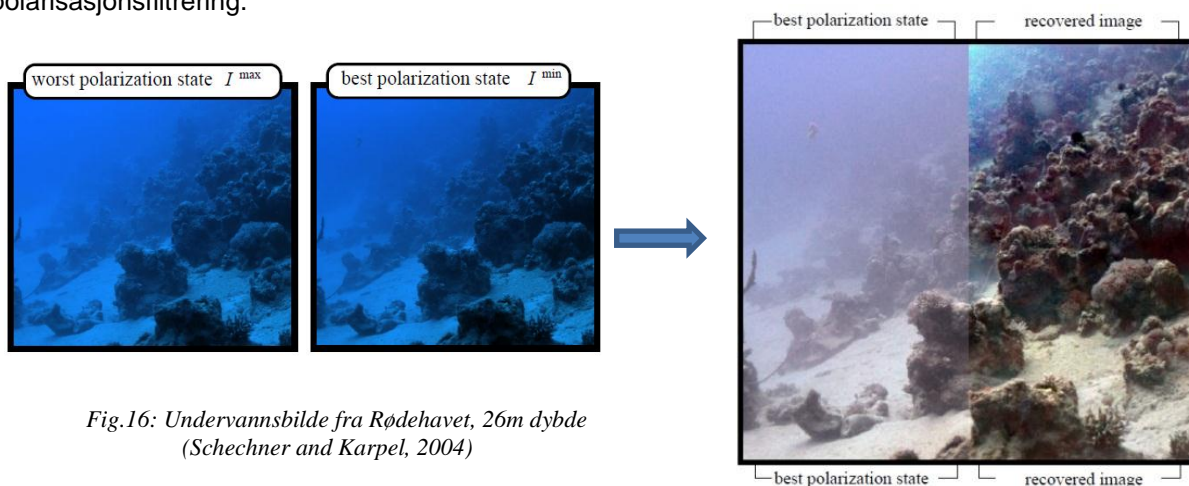 best polarization state recovered image
worst polarization state I max
best polarization state I min
Fig.16: Undervannsbilde fra Rødehavet, 26m dybde
(Schechner and Karpel, 2004)
best polarization state recovered image